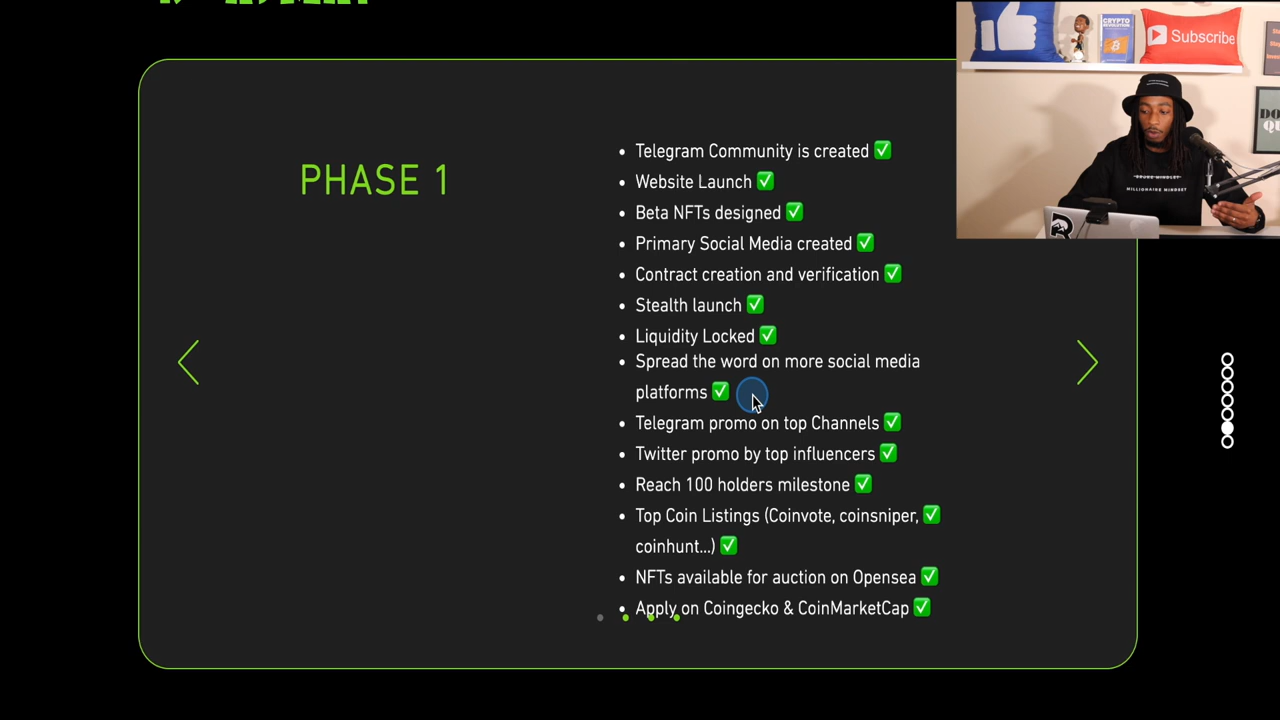 PHASE 1
Telegram Community is created ✅
Website Launch ✅
Beta NFTs designed ✅
Primary Social Media created ✅
Contract creation and verification ✅
Stealth launch ✅
Liquidity Locked ✅
Spread the word on more social media
platforms ✅
Telegram promo on top Channels ✅
Twitter promo by top influencers ✅
Reach 100 holders milestone ✅
Top Coin Listings (Coinvote, coinsniper, ✅
coinhunt...) ✅
NFTs available for auction on Opensea ✅
Apply on Coingecko & CoinMarketCap ✅
CRYPTO
Subscribe
MILLIONAIRE MINDSET